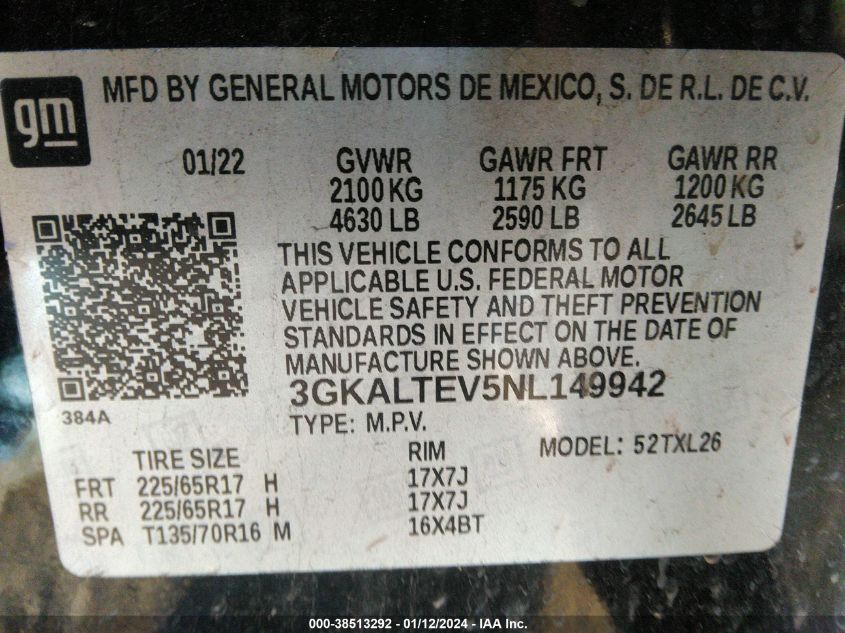 gm
MFD BY GENERAL MOTORS DE MEXICO, S. DE R.L. DE C.V.
01/22 GVWR GAWR FRT GAWR RR
2100 KG 1175 KG 1200 KG
4630 LB 2590 LB 2645 LB
THIS VEHICLE CONFORMS TO ALL
APPLICABLE U.S. FEDERAL MOTOR
VEHICLE SAFETY AND THEFT PREVENTION
STANDARDS IN EFFECT ON THE DATE OF
MANUFACTURE SHOWN ABOVE.
3GKALTEV5NL149942
384A
TYPE: M.P.V.
TIRE SIZE RIM MODEL: 52TXL26
FRT 225/65R17 H 17X7J
RR 225/65R17 H 17X7J
SPA T135/70R16 M 16X4BT
000-38513292 - 01/12/2024 - IAA Inc.